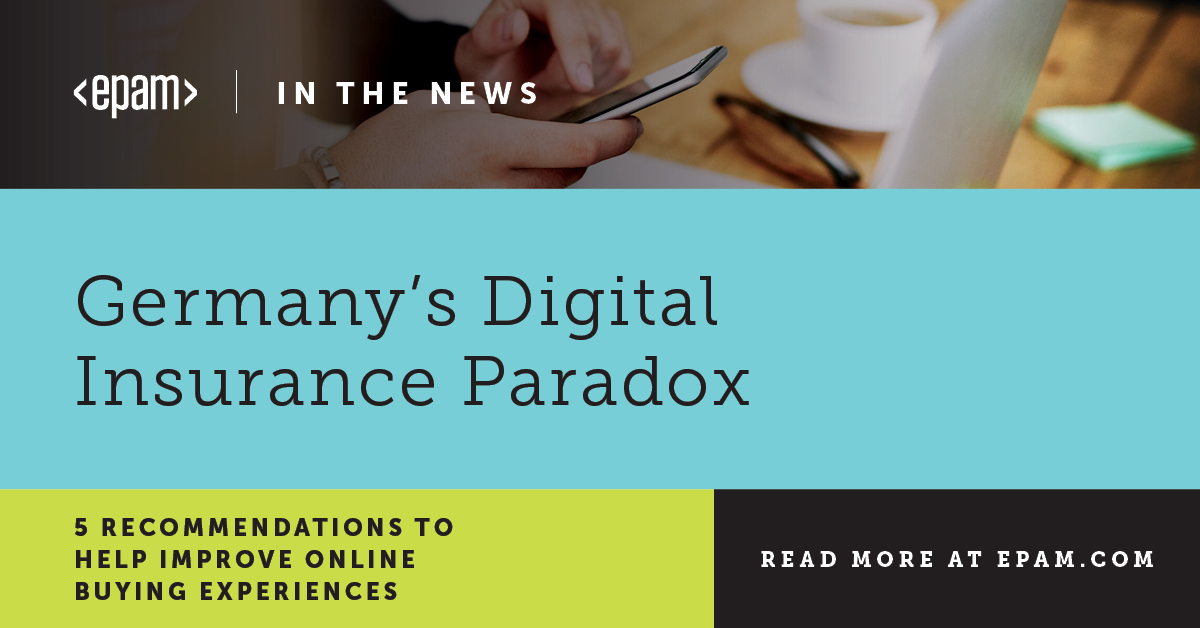 <epam> | IN THE NEWS
Germany’s Digital
Insurance Paradox
5 RECOMMENDATIONS TO
HELP IMPROVE ONLINE
BUYING EXPERIENCES
READ MORE AT EPAM.COM